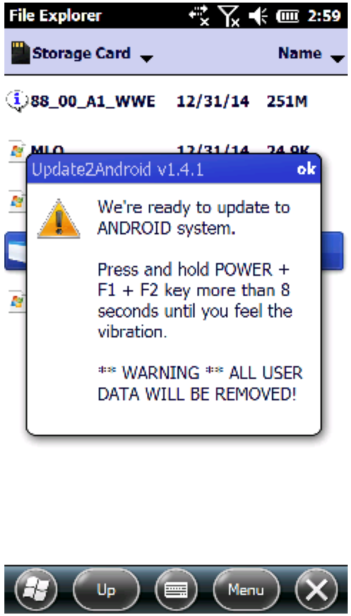 File Explorer 2:59
Storage Card Name
88_00_A1_WWE 12/31/14 251M
MLO 12/31/14 24.9K
Update2Android v1.4.1 ok
We're ready to update to
ANDROID system.
Press and hold POWER +
F1 + F2 key more than 8
seconds until you feel the
vibration.
** WARNING ** ALL USER
DATA WILL BE REMOVED!
Up Menu